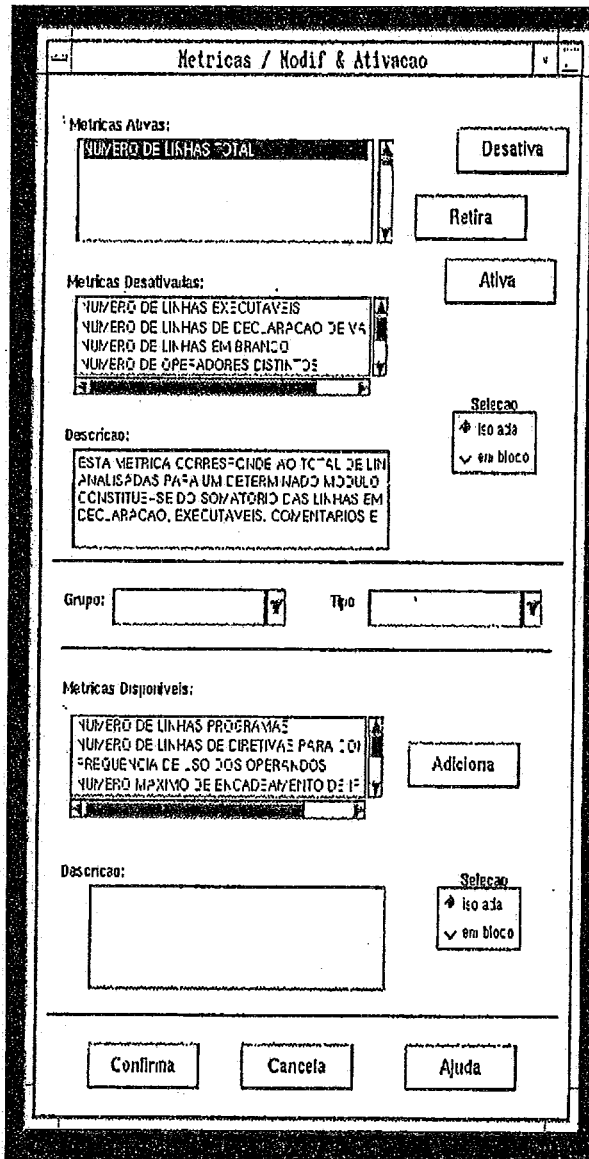 Metricas / Modif & Ativacao
Metricas Ativas:
NUMERO DE LINHAS TOTAL
Desativa
Retira
Ativa
Metricas Desativadas:
NUMERO DE LINHAS EXECUTAVEIS
NUMERO DE LINHAS DE DECLARACAO DE VA
NUMERO DE LINHAS EM BRANCO
NUMERO DE OPERADORES DISTINTOS
Selecao
Isolada
em bloco
Descricao:
ESTA METRICA CORRESPONDE AO TOTAL DE LIN
ANALISADAS PARA UM DETERMINADO MODULO
CONSTITUE-SE DO SOMATORIO DAS LINHAS EM
DECLARACAO, EXECUTAVEIS, COMENTARIOS E
Grupo:
Tipo
Metricas Disponiveis:
NUMERO DE LINHAS PROGRAMAS
NUMERO DE LINHAS DE DIRETIVAS PARA COM
FREQUENCIA DE USO DOS OPERANDOS
NUMERO MAXIMO DE ENCADEAMENTO DE IF
Adiciona
Descricao:
Selecao
Isolada
em bloco
Confirma
Cancela
Ajuda